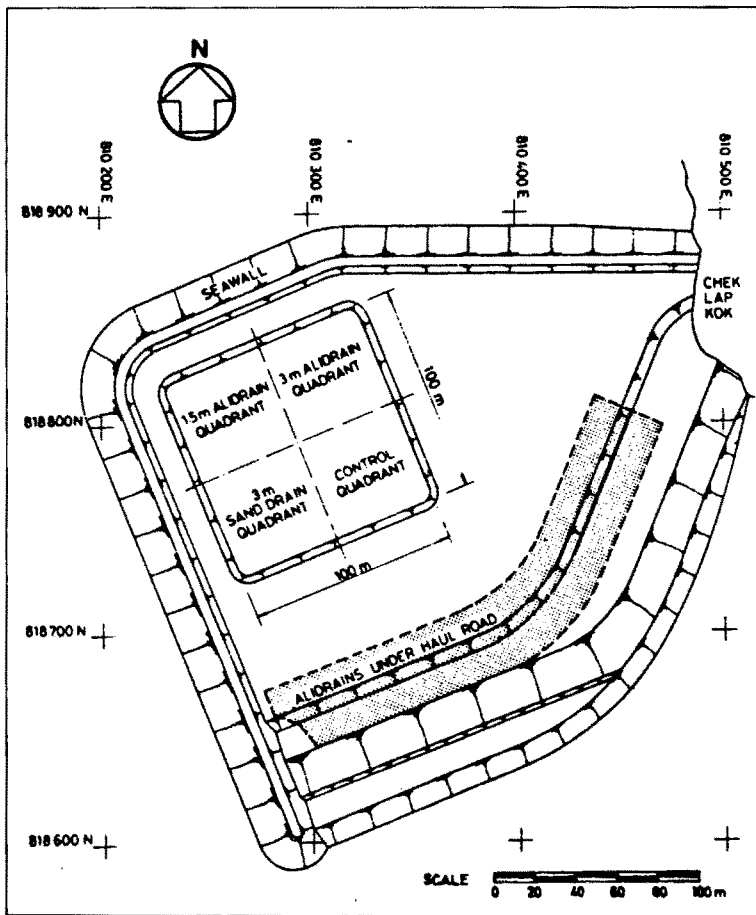 N
810 200 E
810 300 E
810 400 E
810 500 E
818 900 N
SEAWALL
CHEK
LAP
KOK
1.5m ALIDRAIN
QUADRANT
3m ALIDRAIN
QUADRANT
100 m
818 800 N
3 m
SAND DRAIN
QUADRANT
CONTROL
QUADRANT
100 m
818 700 N
ALIDRAINS UNDER HAUL ROAD
818 600 N
SCALE
0 20 40 60 80 100 m